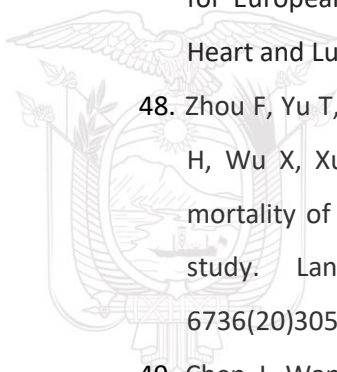 for European
Heart and Lu
48. Zhou F, Yu T,
H, Wu X, Xu
mortality of
study. Lan
6736(20)305
49. Chen L, Wan